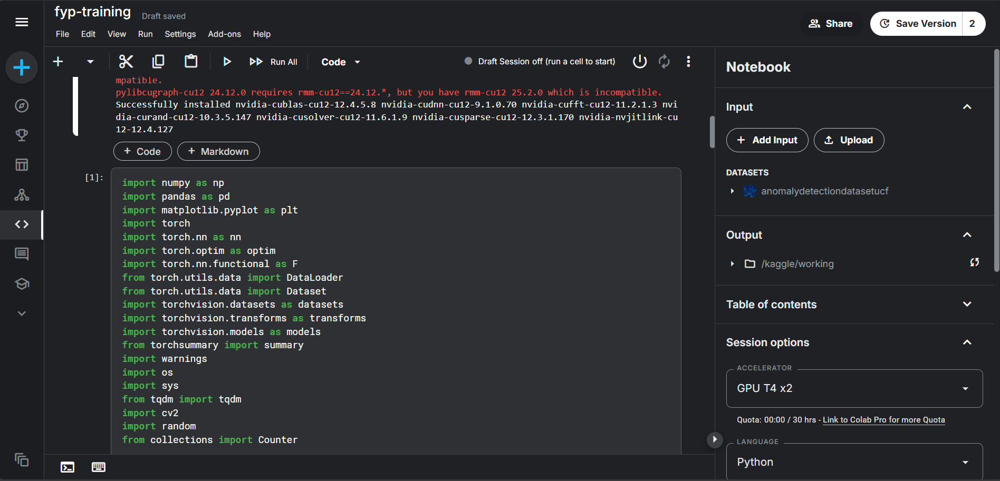 fyp-training
Draft saved
File Edit View Run Settings Add-ons Help
Share
Save Version 2
Run All
Code
Draft Session off (run a cell to start)
mpatible.
pylibcugraph-cu12 24.12.0 requires rmm-cu12==24.12.*, but you have rmm-cu12 25.2.0 which is incompatible.
Successfully installed nvidia-cublas-cu12-12.4.5.8 nvidia-cudnn-cu12-9.1.0.70 nvidia-cufft-cu12-11.2.1.3 nvi
dia-curand-cu12-10.3.5.147 nvidia-cusolver-cu12-11.6.1.9 nvidia-cusparse-cu12-12.3.1.170 nvidia-nvjitlink-cu
12-12.4.127
+ Code + Markdown
[1]:
import numpy as np
import pandas as pd
import matplotlib.pyplot as plt
import torch
import torch.nn as nn
import torch.optim as optim
import torch.nn.functional as F
from torch.utils.data import DataLoader
from torch.utils.data import Dataset
import torchvision.datasets as datasets
import torchvision.transforms as transforms
import torchvision.models as models
from torchsummary import summary
import warnings
import os
import sys
from tqdm import tqdm
import cv2
import random
from collections import Counter
Notebook
Input
+ Add Input
Upload
DATASETS
anomalydetectiondatasetucf
Output
/kaggle/working
Table of contents
Session options
ACCELERATOR
GPU T4 x2
Quota: 00:00 / 30 hrs - Link to Colab Pro for more Quota
LANGUAGE
Python